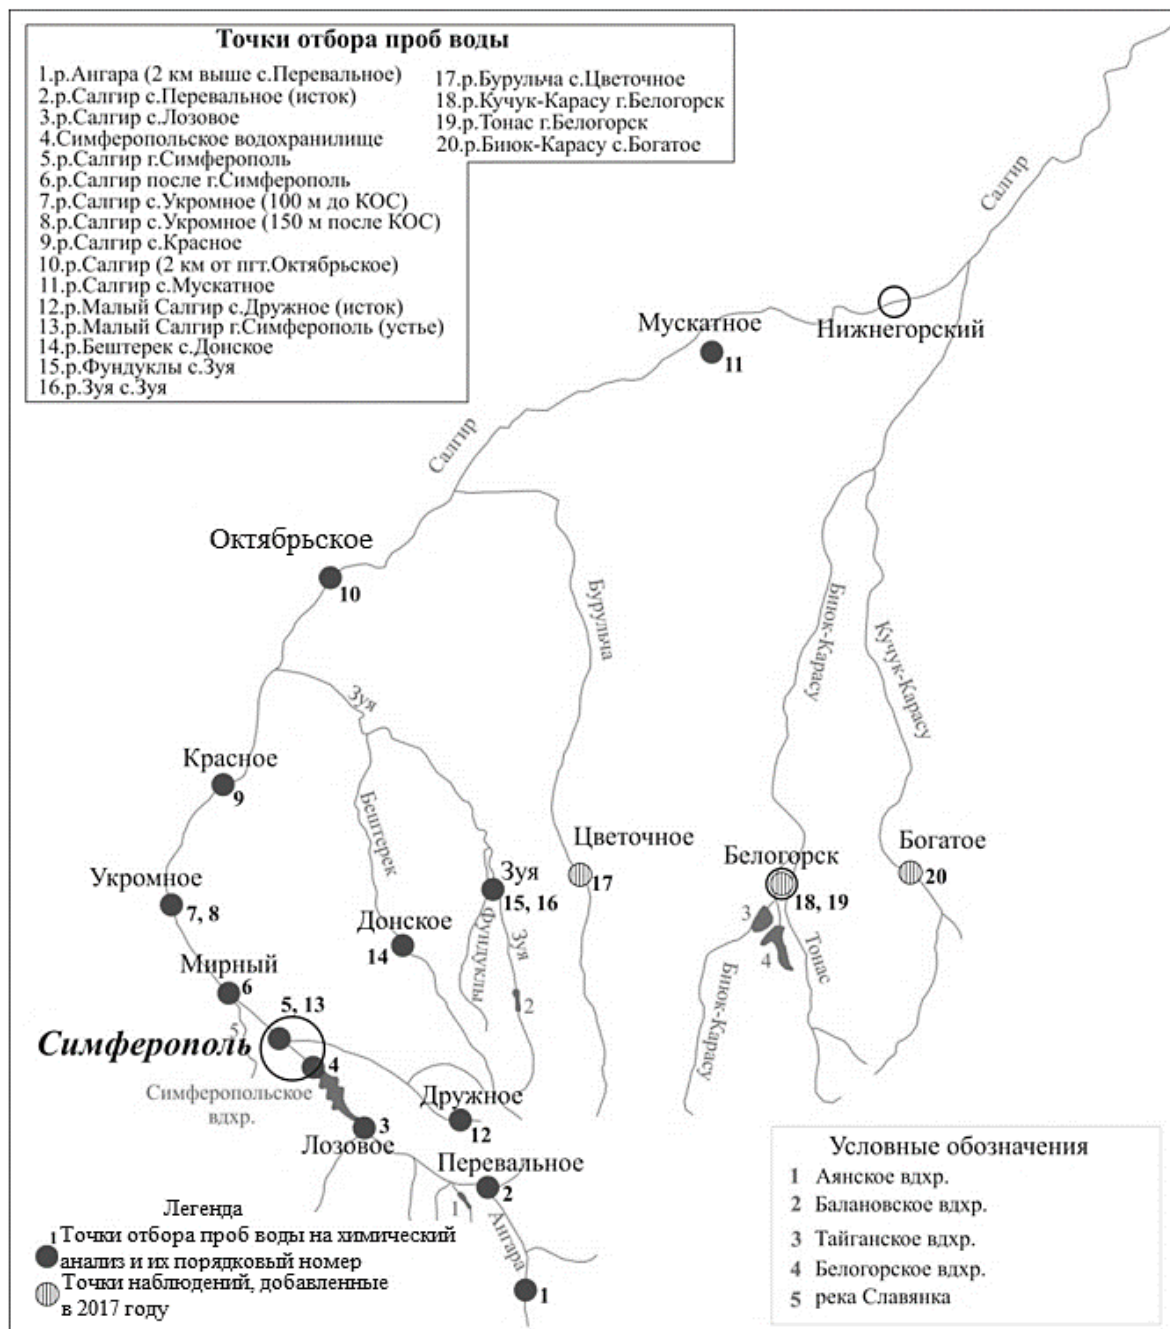 Точки отбора проб воды
1.р.Ангара (2 км выше с.Перевальное)
2.р.Салгир с.Перевальное (исток)
3.р.Салгир с.Лозовое
4.Симферопольское водохранилище
5.р.Салгир г.Симферополь
6.р.Салгир после г.Симферополь
7.р.Салгир с.Укромное (100 м до КОС)
8.р.Салгир с.Укромное (150 м после КОС)
9.р.Салгир с.Красное
10.р.Салгир (2 км от пгт.Октябрьское)
11.р.Салгир с.Мускатное
12.р.Малый Салгир с.Дружное (исток)
13.р.Малый Салгир г.Симферополь (устье)
14.р.Бештерек с.Донское
15.р.Фундуклы с.Зуя
16.р.Зуя с.Зуя
17.р.Бурульча с.Цветочное
18.р.Кучук-Карасу г.Белогорск
19.р.Тонас г.Белогорск
20.р.Биюк-Карасу с.Богатое
Салгир
Мускатное
11
Нижнегорский
Салгир
Октябрьское
10
Бурульча
Биюк-Карасу
Кучук-Карасу
Зуя
Красное
9
Бештерек
Цветочное
17
Белогорск
18, 19
Богатое
20
Укромное
7, 8
Зуя
15, 16
Донское
14
Фундуклы
Зуя
2
3
4
Тонас
Биюк-Карасу
Мирный
6
5
5, 13
Симферополь
4
Симферопольское
вдхр.
Дружное
12
3
Лозовое
Перевальное
2
1
Ангара
1
Легенда
1 Точки отбора проб воды на химический
анализ и их порядковый номер
Точки наблюдений, добавленные
в 2017 году
Условные обозначения
1 Аянское вдхр.
2 Балановское вдхр.
3 Тайганское вдхр.
4 Белогорское вдхр.
5 река Славянка